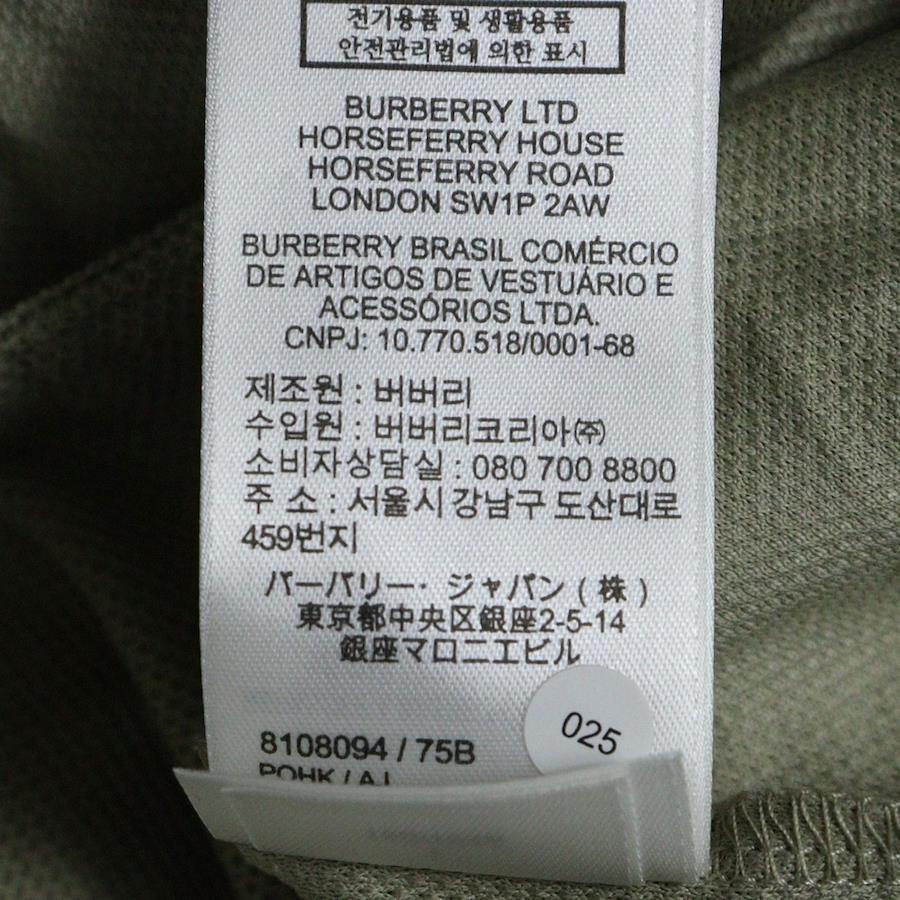 전기용품 및 생활용품
안전관리법에 의한 표시
BURBERRY LTD
HORSEFERRY HOUSE
HORSEFERRY ROAD
LONDON SW1P 2AW
BURBERRY BRASIL COMÉRCIO
DE ARTIGOS DE VESTUÁRIO E
ACESSÓRIOS LTDA.
CNPJ: 10.770.518/0001-68
제조원 : 버버리
수입원 : 버버리코리아㈜
소비자상담실 : 080 700 8800
주 소 : 서울시 강남구 도산대로
459번지
バーバリー・ジャパン(株)
東京都中央区銀座2-5-14
銀座マロニエビル
025
8108094 / 75B